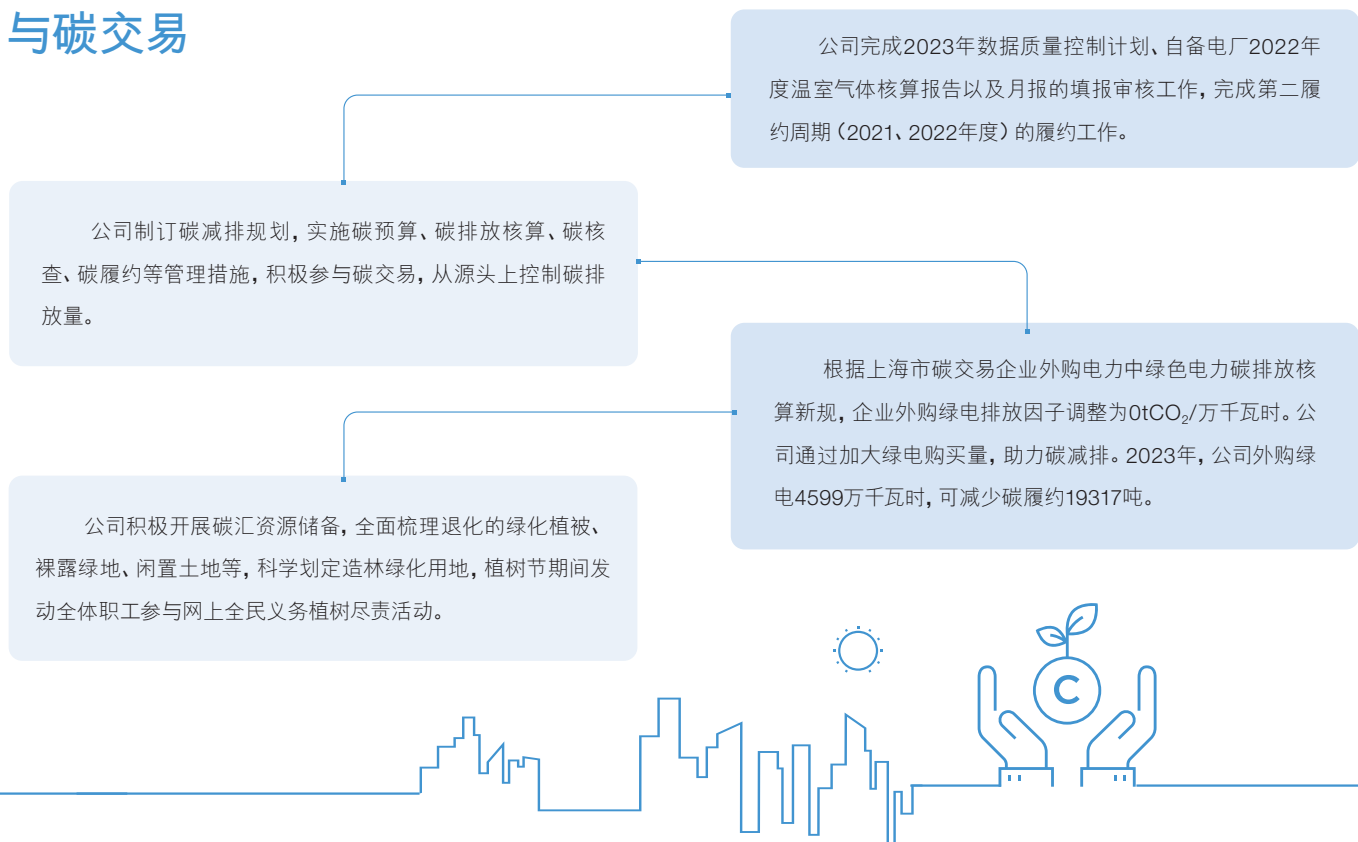 与碳交易
公司完成2023年数据质量控制计划、自备电厂2022年
度温室气体核算报告以及月报的填报审核工作，完成第二履
约周期（2021、2022年度）的履约工作。
公司制订碳减排规划，实施碳预算、碳排放核算、碳核
查、碳履约等管理措施，积极参与碳交易，从源头上控制碳排
放量。
根据上海市碳交易企业外购电力中绿色电力碳排放核
算新规，企业外购绿电排放因子调整为0tCO₂/万千瓦时。公
司通过加大绿电购买量，助力碳减排。2023年，公司外购绿
电4599万千瓦时，可减少碳履约19317吨。
公司积极开展碳汇资源储备，全面梳理退化的绿化植被、
裸露绿地、闲置土地等，科学划定造林绿化用地，植树节期间发
动全体职工参与网上全民义务植树尽责活动。
C